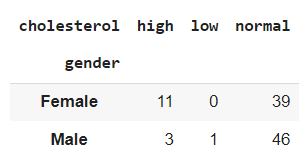 cholesterol high low normal
gender
Female 11 0 39
Male 3 1 46